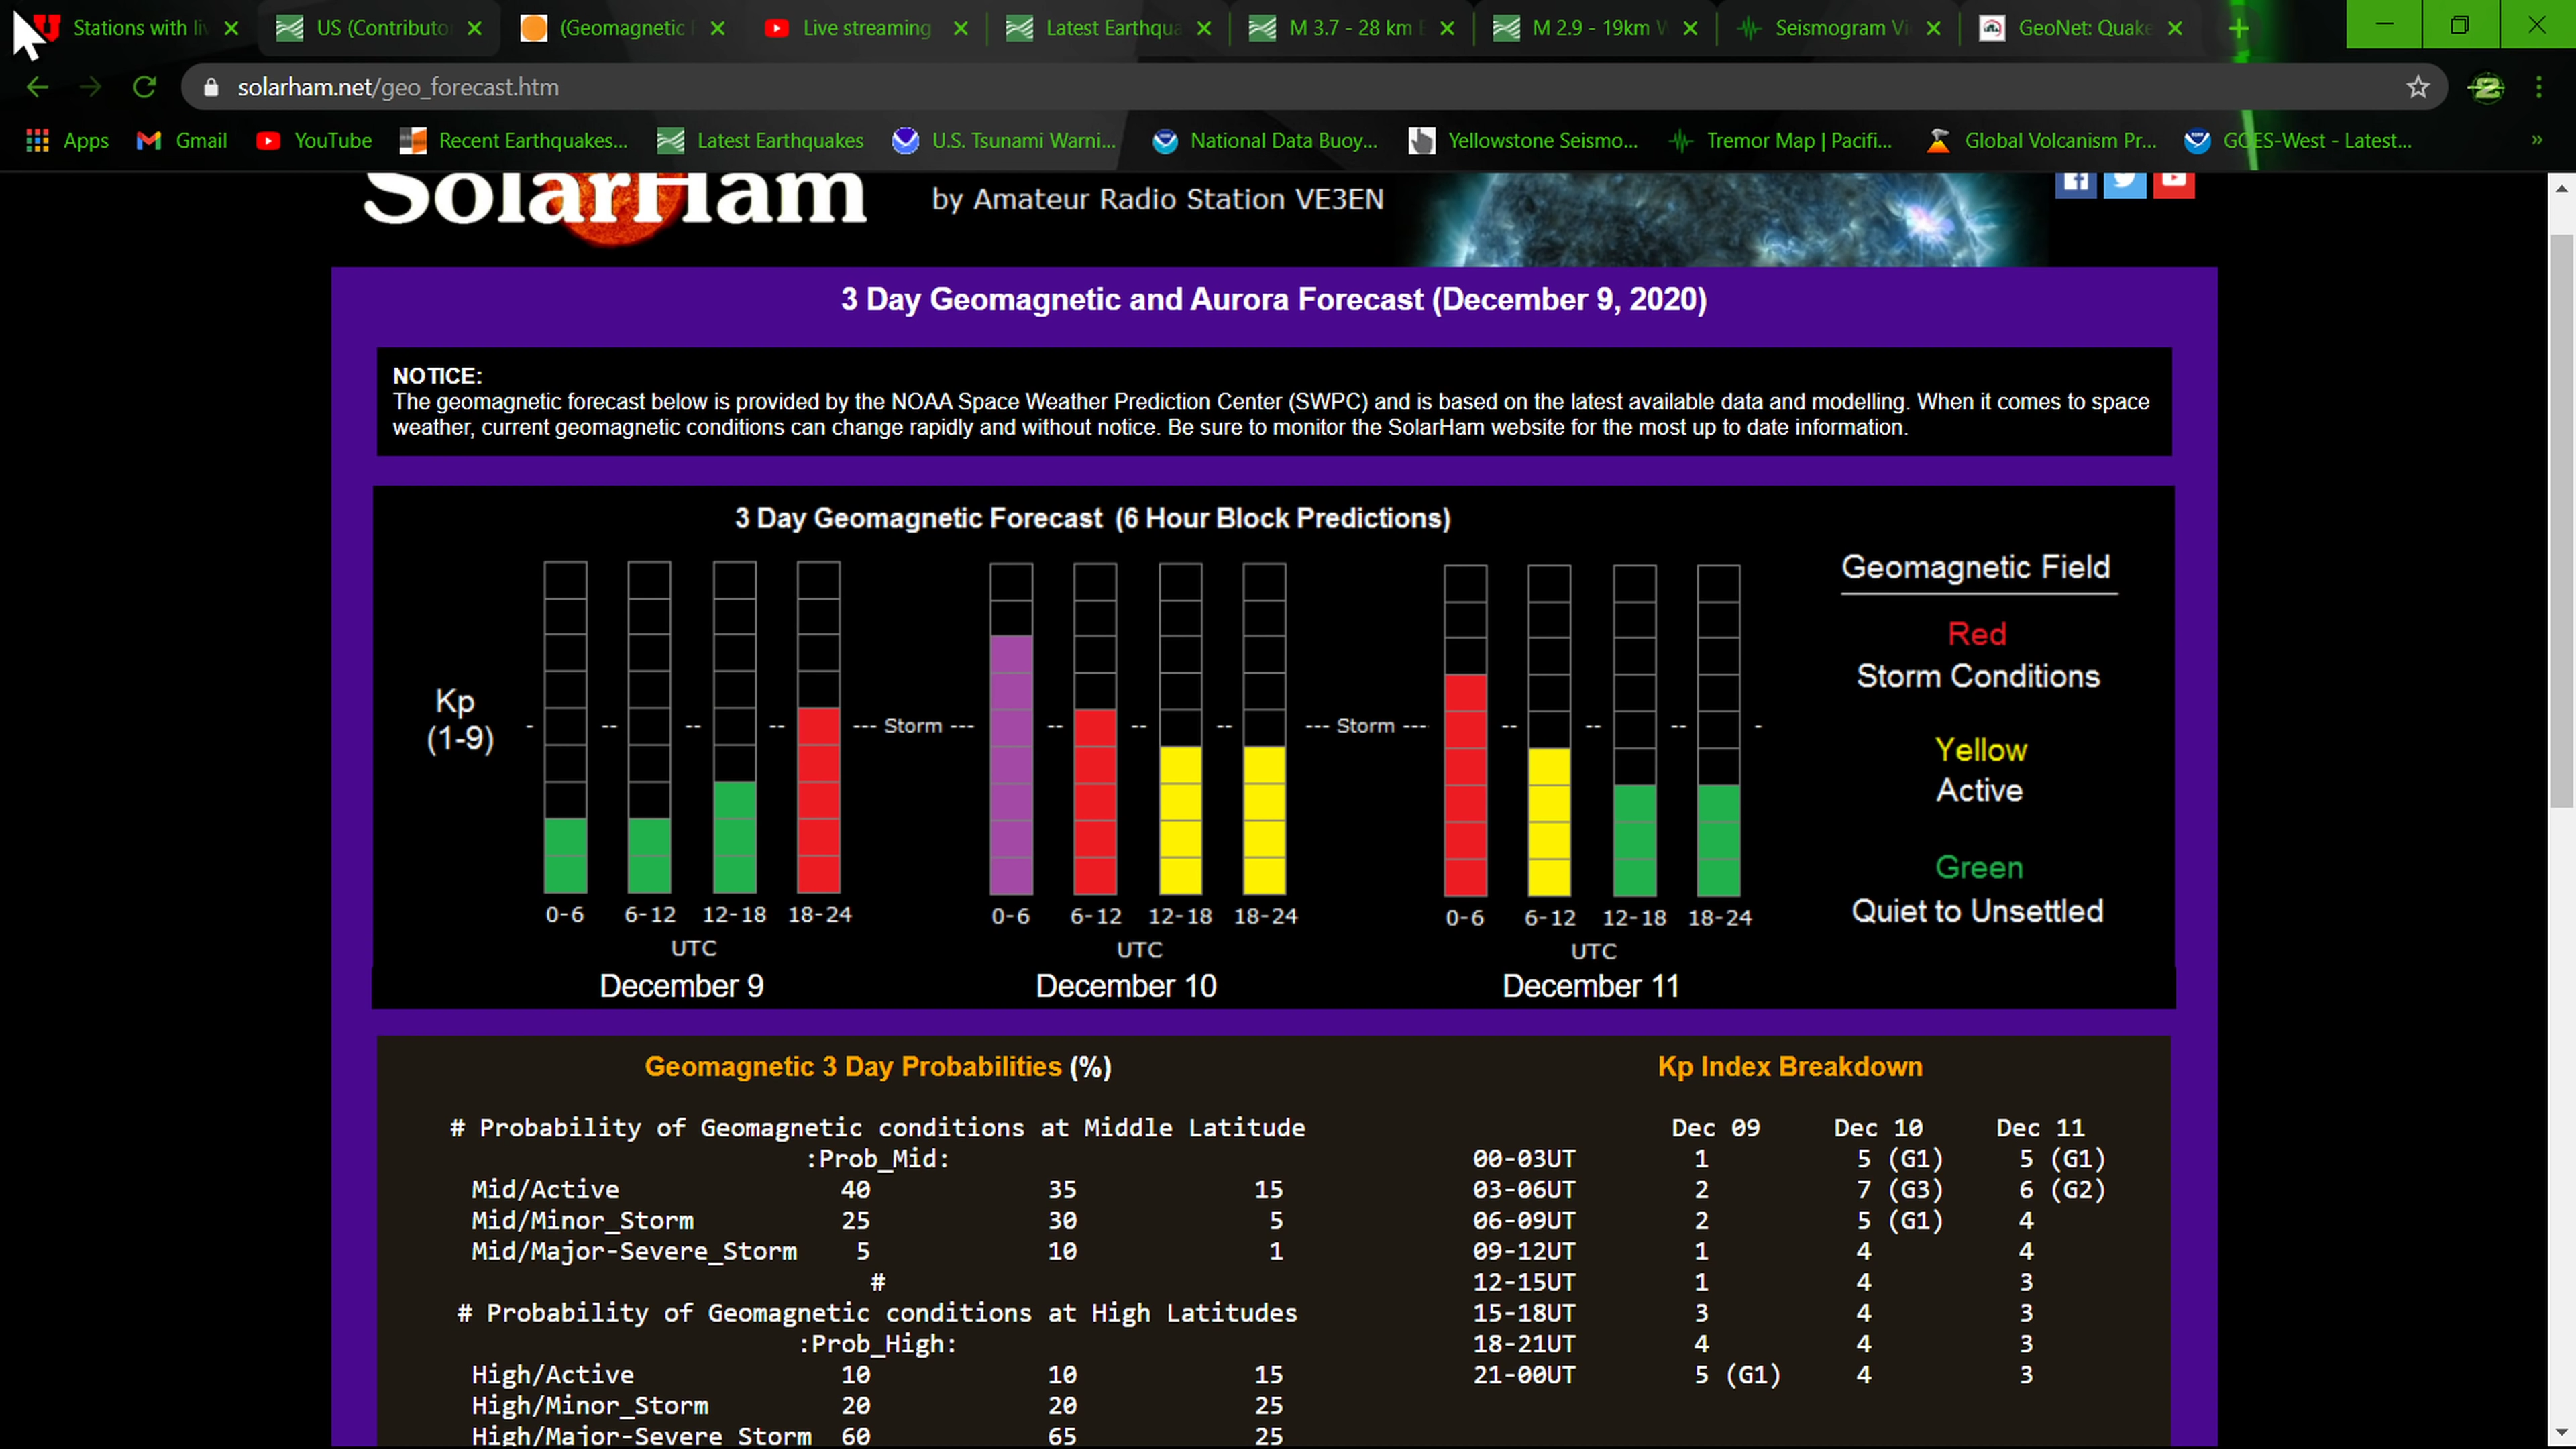 Stations with li
US (Contributo
(Geomagnetic
Live streaming
Latest Earthqua
M 3.7 - 28 km E
M 2.9 - 19km W
Seismogram Vi
GeoNet: Quake
solarham.net/geo_forecast.htm
Apps
Gmail
YouTube
Recent Earthquakes...
Latest Earthquakes
U.S. Tsunami Warni...
National Data Buoy...
Yellowstone Seismo...
Tremor Map | Pacifi...
Global Volcanism Pr...
GOES-West - Latest...
SolarHam
by Amateur Radio Station VE3EN
3 Day Geomagnetic and Aurora Forecast (December 9, 2020)
NOTICE:
The geomagnetic forecast below is provided by the NOAA Space Weather Prediction Center (SWPC) and is based on the latest available data and modelling. When it comes to space
weather, current geomagnetic conditions can change rapidly and without notice. Be sure to monitor the SolarHam website for the most up to date information.
3 Day Geomagnetic Forecast (6 Hour Block Predictions)
Kp
(1-9)
- -- -- -- --- Storm --- -- -- -- --- Storm ---- -- -- -- -
0-6 6-12 12-18 18-24
UTC
December 9
0-6 6-12 12-18 18-24
UTC
December 10
0-6 6-12 12-18 18-24
UTC
December 11
Geomagnetic Field
Red
Storm Conditions
Yellow
Active
Green
Quiet to Unsettled
Geomagnetic 3 Day Probabilities (%)
# Probability of Geomagnetic conditions at Middle Latitude
:Prob_Mid:
Mid/Active 40 35 15
Mid/Minor_Storm 25 30 5
Mid/Major-Severe_Storm 5 10 1
#
# Probability of Geomagnetic conditions at High Latitudes
:Prob_High:
High/Active 10 10 15
High/Minor_Storm 20 20 25
High/Major-Severe_Storm 60 65 25
Kp Index Breakdown
Dec 09 Dec 10 Dec 11
00-03UT 1 5 (G1) 5 (G1)
03-06UT 2 7 (G3) 6 (G2)
06-09UT 2 5 (G1) 4
09-12UT 1 4 4
12-15UT 1 4 3
15-18UT 3 4 3
18-21UT 4 4 3
21-00UT 5 (G1) 4 3